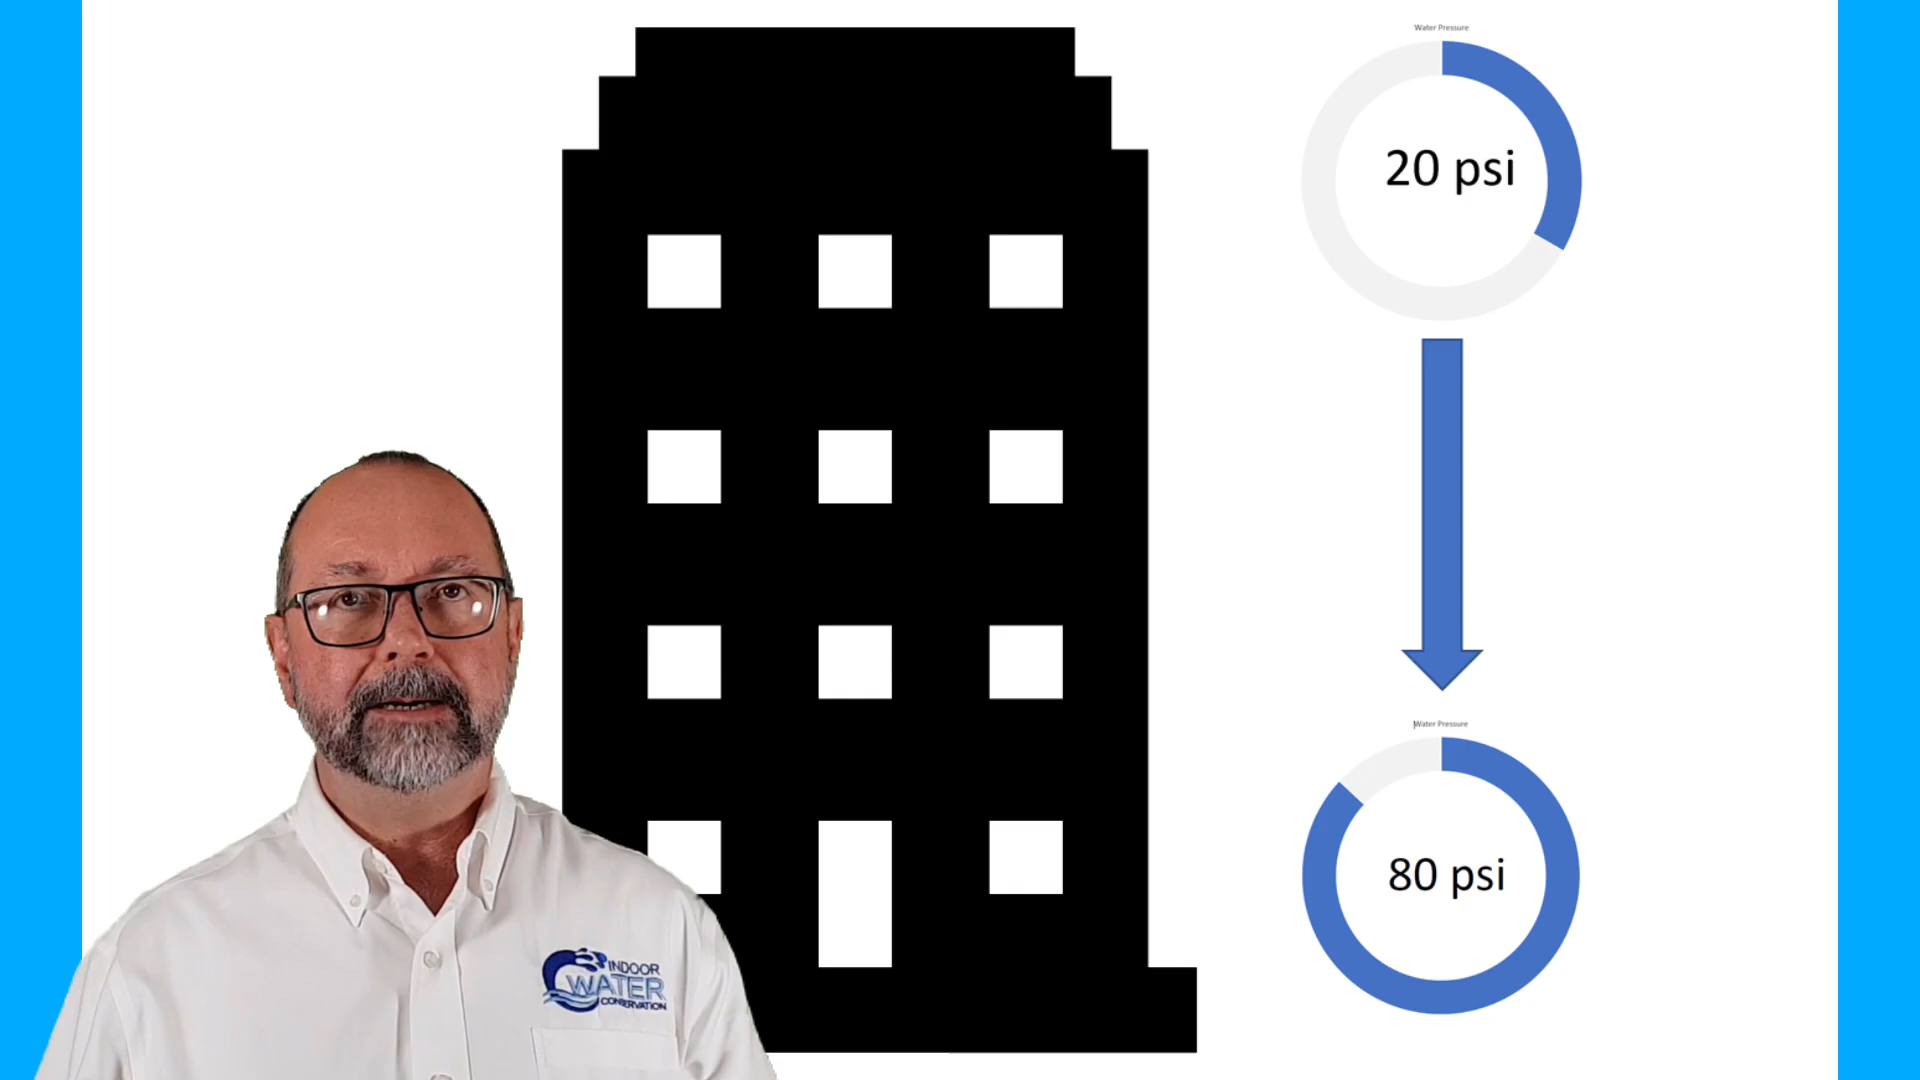 Water Pressure
20 psi
Water Pressure
80 psi
INDOOR
WATER
CONSERVATION